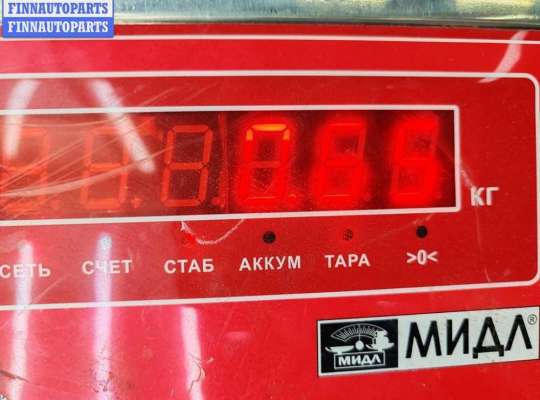 FINNAUTOPARTS
FINNAUTOPARTS
КГ
СЕТЬ СЧЕТ СТАБ АККУМ ТАРА >0<
МИДЛ МИДЛ®